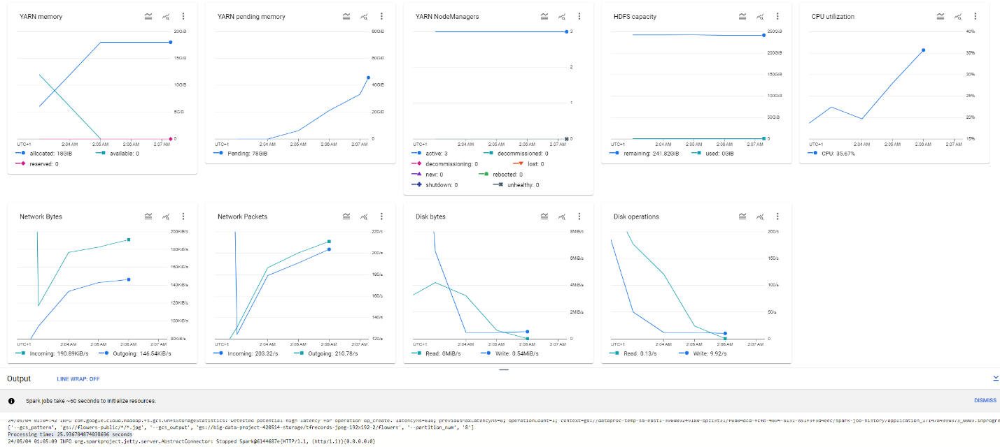 YARN memory
20GiB
15GiB
10GiB
5GiB
0
UTC+1 2:04 AM 2:05 AM 2:06 AM 2:07 AM
allocated: 18GiB available: 0
reserved: 0
YARN pending memory
80GiB
60GiB
40GiB
20GiB
0
UTC+1 2:04 AM 2:05 AM 2:06 AM 2:07 AM
Pending: 78GiB
YARN NodeManagers
3
2
1
0
UTC+1 2:04 AM 2:05 AM 2:06 AM 2:07 AM
active: 3 decommissioned: 0
decommissioning: 0 lost: 0
new: 0 rebooted: 0
shutdown: 0 unhealthy: 0
HDFS capacity
250GiB
200GiB
150GiB
100GiB
50GiB
0
UTC+1 2:04 AM 2:05 AM 2:06 AM 2:07 AM
remaining: 241.82GiB used: 0GiB
CPU utilization
40%
35%
30%
25%
20%
15%
UTC+1 2:04 AM 2:05 AM 2:06 AM 2:07 AM
CPU: 35.67%
Network Bytes
200KiB/s
180KiB/s
160KiB/s
140KiB/s
120KiB/s
100KiB/s
80KiB/s
UTC+1 2:04 AM 2:05 AM 2:06 AM 2:07 AM
Incoming: 190.89KiB/s Outgoing: 146.54KiB/s
Network Packets
220/s
200/s
180/s
160/s
140/s
120/s
UTC+1 2:04 AM 2:05 AM 2:06 AM 2:07 AM
Incoming: 203.32/s Outgoing: 210.78/s
Disk bytes
8MiB/s
6MiB/s
4MiB/s
2MiB/s
0
UTC+1 2:04 AM 2:05 AM 2:06 AM 2:07 AM
Read: 0MiB/s Write: 0.54MiB/s
Disk operations
200/s
150/s
100/s
50/s
0
UTC+1 2:04 AM 2:05 AM 2:06 AM 2:07 AM
Read: 0.13/s Write: 9.92/s
Output LINE WRAP: OFF
Spark jobs take ~60 seconds to initialize resources. DISMISS
24/05/04 01:04:42 INFO com.google.cloud.hadoop.fs.gcs.GhfsStorageStatistics: Detected potential high latency for operation op_create.
['--gcs_pattern', 'gs://flowers-public/*/*.jpg', '--gcs_output', 'gs://big-data-project-420514-storage/tfrecords-jpeg-192x192-2/flowers', '--partition_num', '8']
Processing time: 25.936704874038696 seconds
24/05/04 01:05:09 INFO org.sparkproject.jetty.server.AbstractConnector: Stopped Spark@6144687e{HTTP/1.1, (http/1.1)}{0.0.0.0:0}